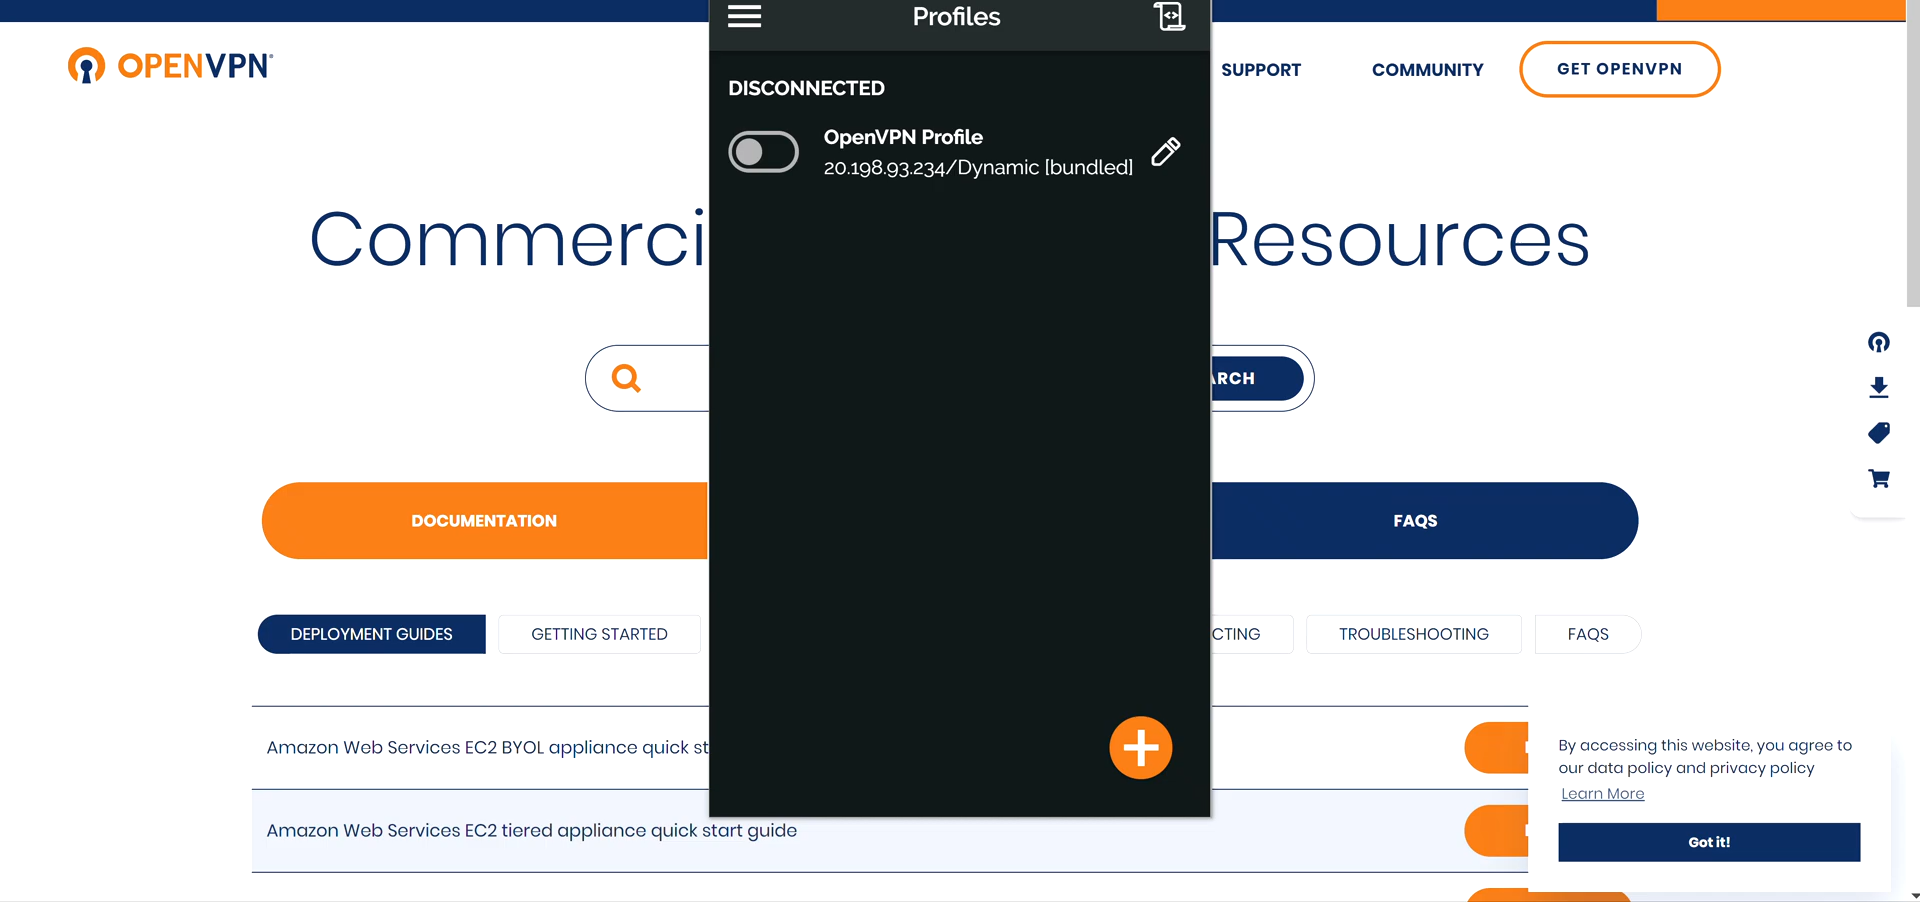 OPENVPN
Profiles
SUPPORT
COMMUNITY
GET OPENVPN
DISCONNECTED
OpenVPN Profile
20.198.93.234/Dynamic [bundled]
Commerci
Resources
ARCH
DOCUMENTATION
FAQS
DEPLOYMENT GUIDES
GETTING STARTED
CTING
TROUBLESHOOTING
FAQS
Amazon Web Services EC2 BYOL appliance quick st
Amazon Web Services EC2 tiered appliance quick start guide
By accessing this website, you agree to
our data policy and privacy policy
Learn More
Got it!